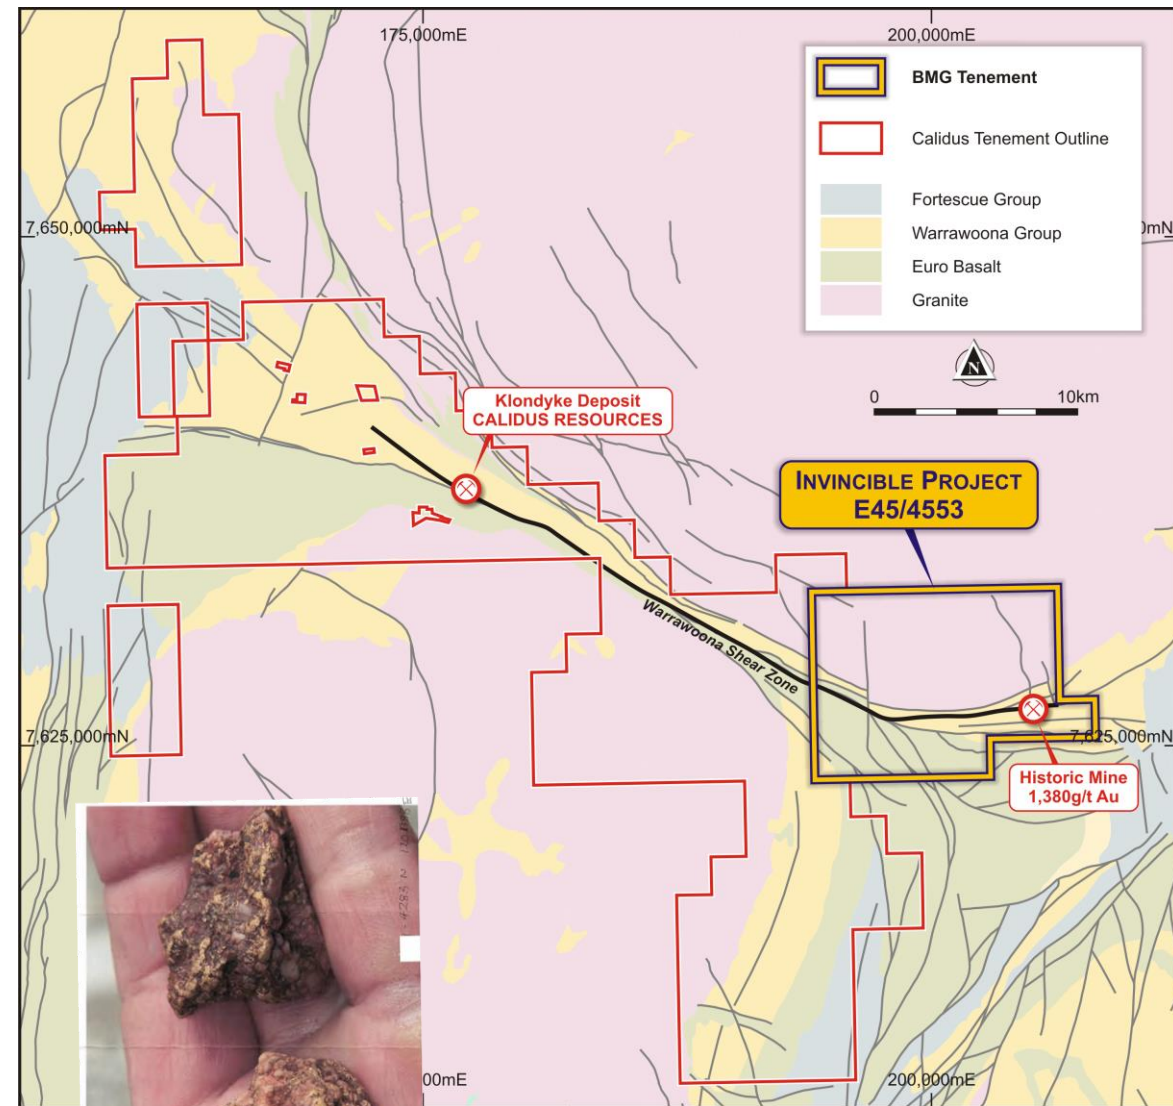 175,000mE
200,000mE
BMG Tenement
Calidus Tenement Outline
Fortescue Group
Warrawoona Group
Euro Basalt
Granite
7,650,000mN
0mN
N
0
10km
Klondyke Deposit
CALIDUS RESOURCES
INVINCIBLE PROJECT
E45/4553
Warrawoona Shear Zone
7,625,000mN
7,625,000mN
Historic Mine
1,380g/t Au
00mE
200,000mE